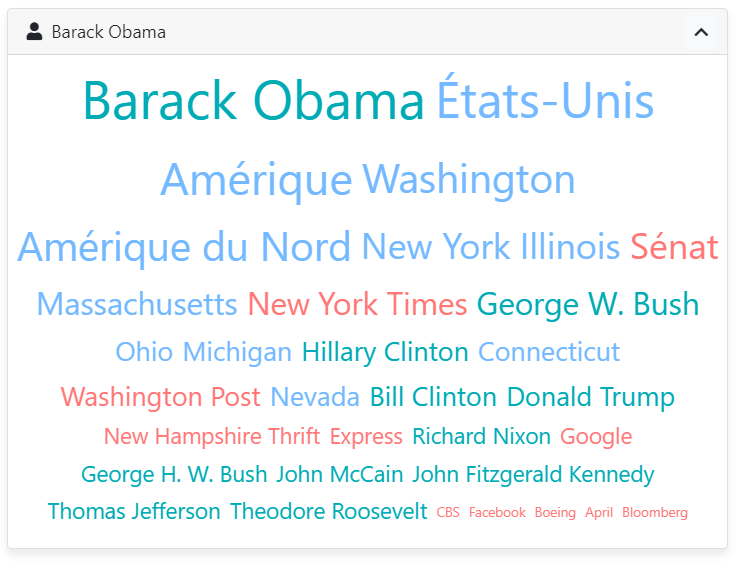 Barack Obama
Barack Obama États-Unis
Amérique Washington
Amérique du Nord New York Illinois Sénat
Massachusetts New York Times George W. Bush
Ohio Michigan Hillary Clinton Connecticut
Washington Post Nevada Bill Clinton Donald Trump
New Hampshire Thrift Express Richard Nixon Google
George H. W. Bush John McCain John Fitzgerald Kennedy
Thomas Jefferson Theodore Roosevelt CBS Facebook Boeing April Bloomberg